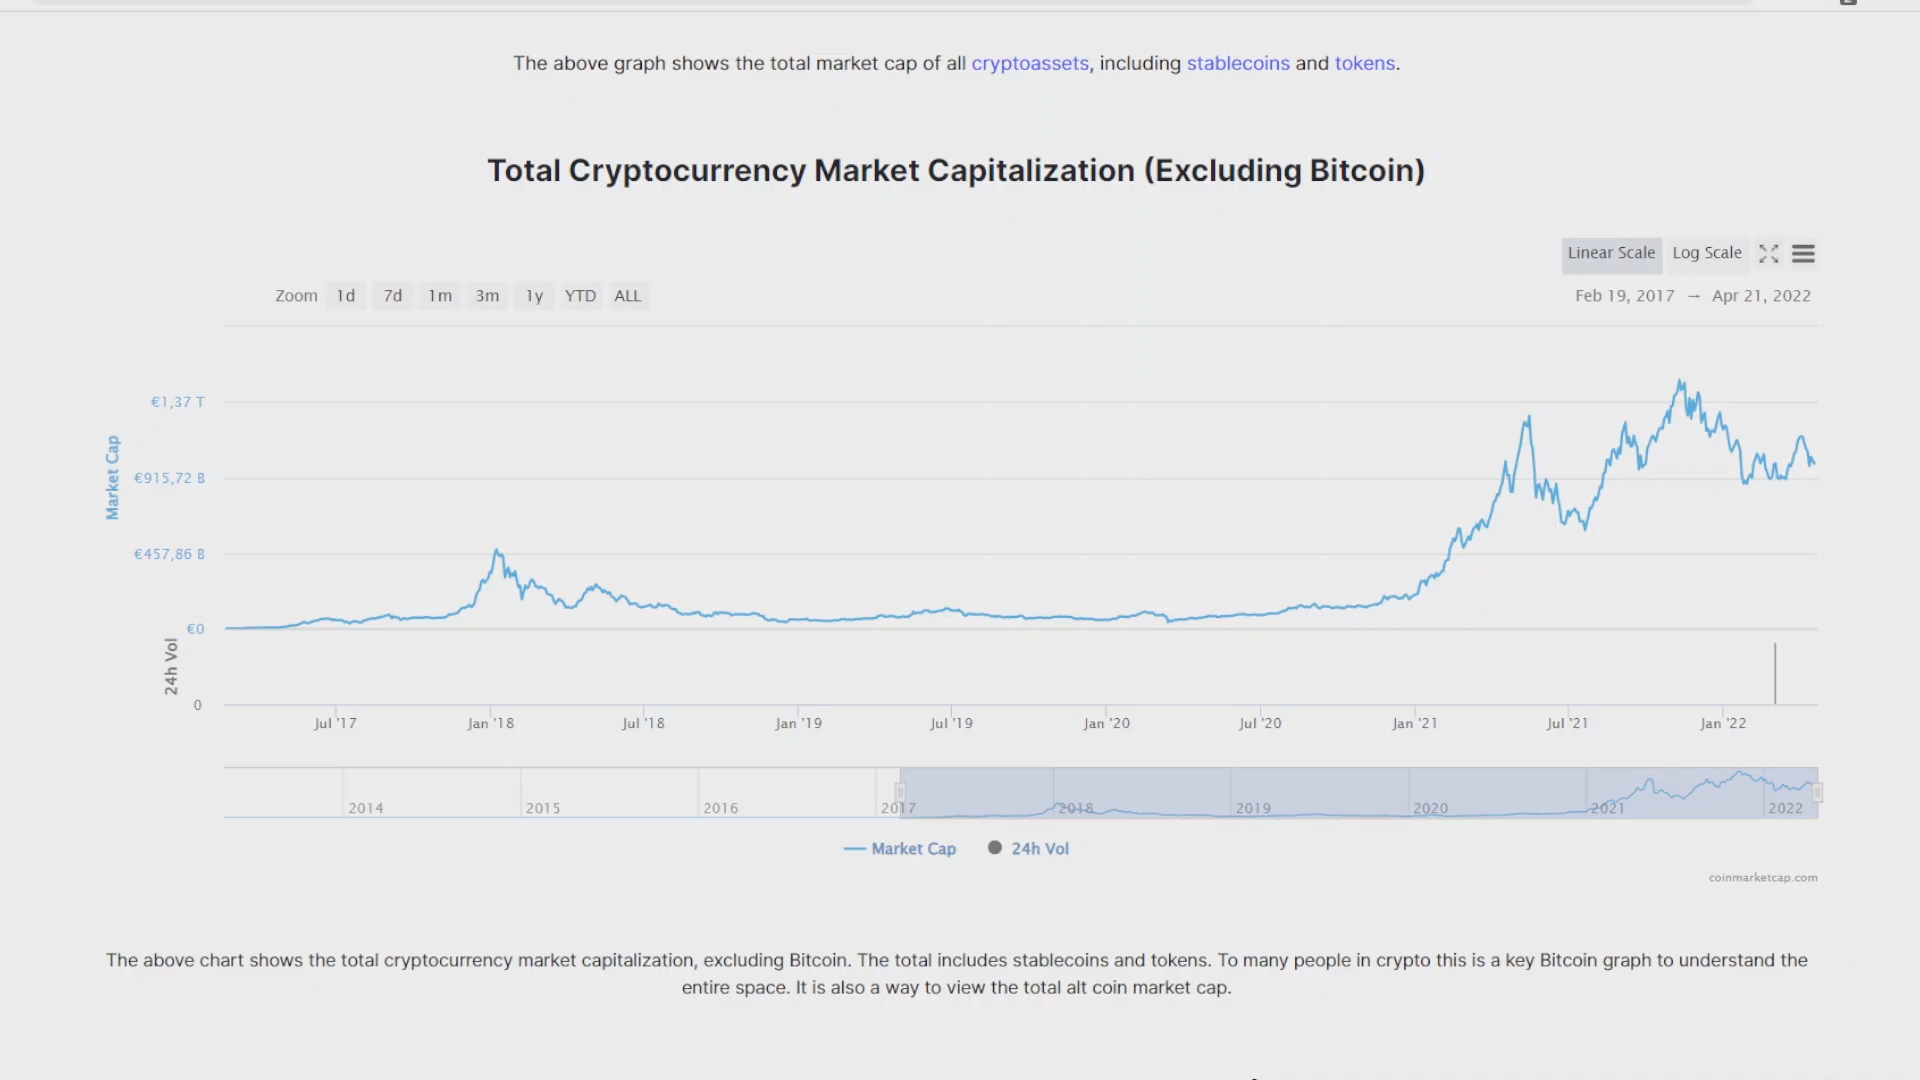 The above graph shows the total market cap of all cryptoassets, including stablecoins and tokens.
Total Cryptocurrency Market Capitalization (Excluding Bitcoin)
Linear Scale Log Scale
Zoom 1d 7d 1m 3m 1y YTD ALL Feb 19, 2017 → Apr 21, 2022
Market Cap
€1,37 T
€915,72 B
€457,86 B
€0
24h Vol
0
Jul '17 Jan '18 Jul '18 Jan '19 Jul '19 Jan '20 Jul '20 Jan '21 Jul '21 Jan '22
2014 2015 2016 2017 2018 2019 2020 2021 2022
Market Cap 24h Vol
coinmarketcap.com
The above chart shows the total cryptocurrency market capitalization, excluding Bitcoin. The total includes stablecoins and tokens. To many people in crypto this is a key Bitcoin graph to understand the
entire space. It is also a way to view the total alt coin market cap.